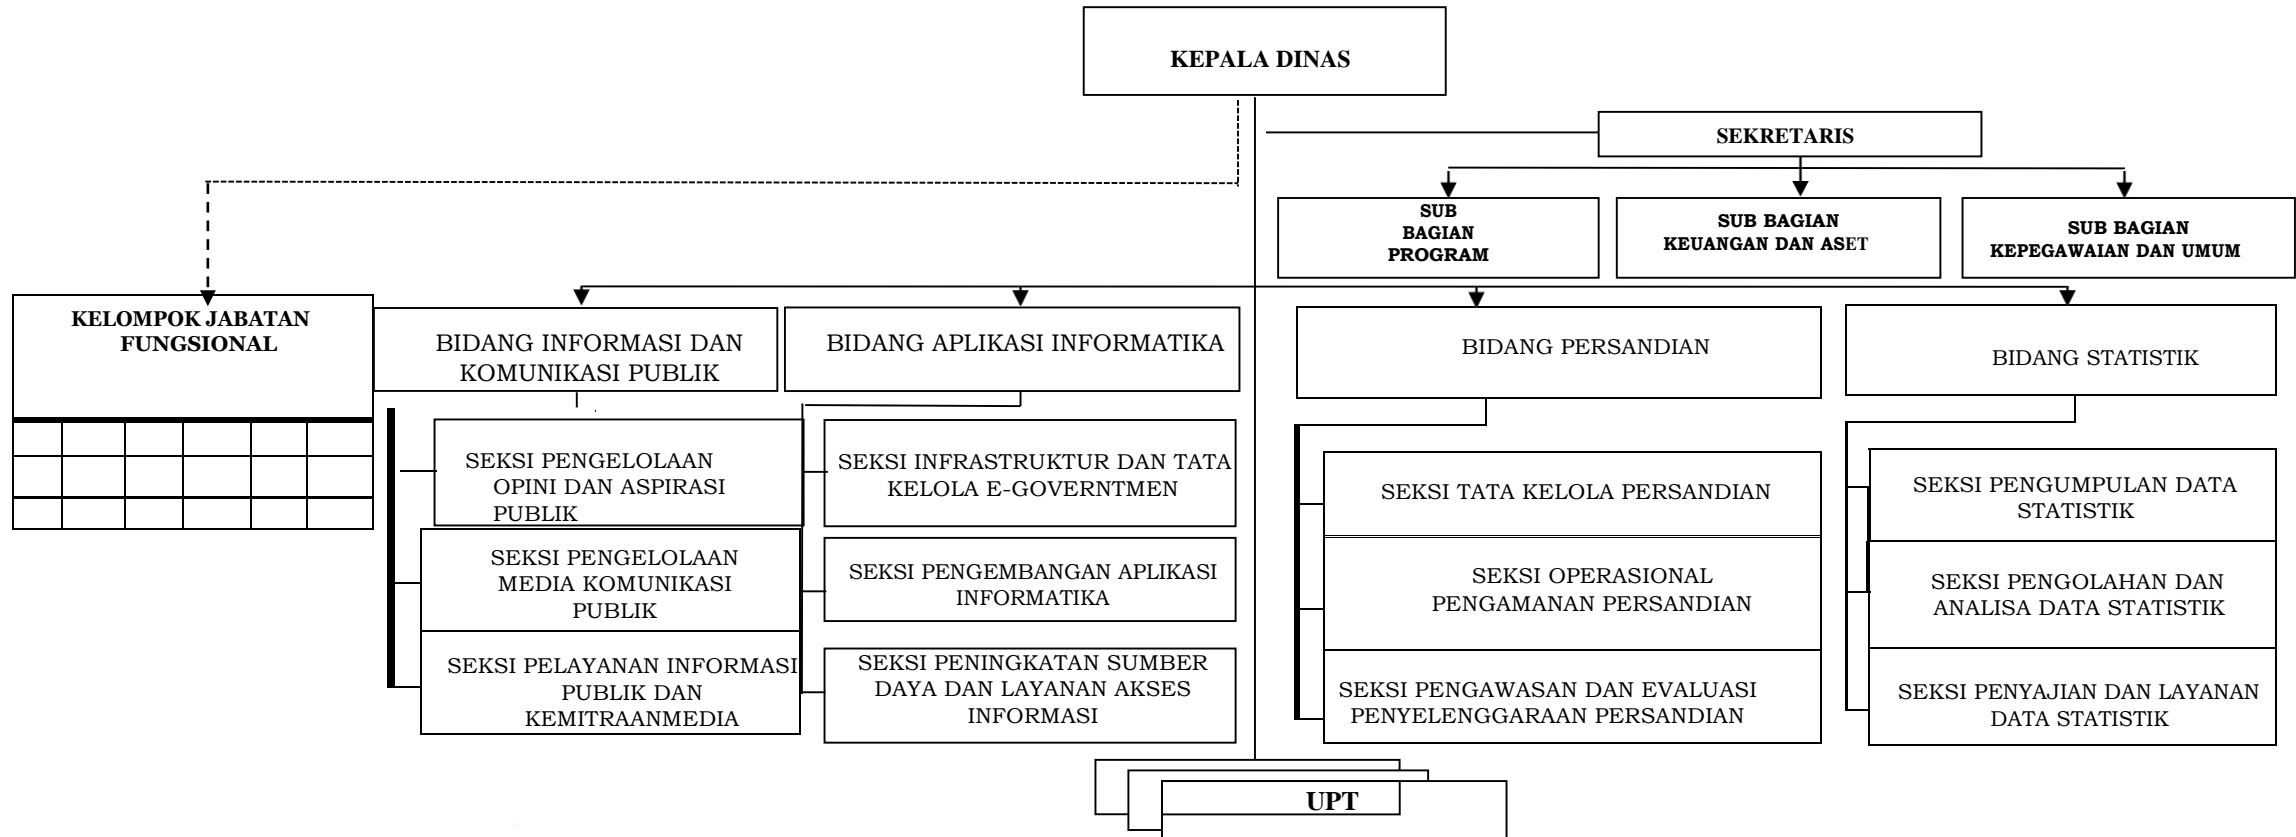 KEPALA DINAS
SEKRETARIS
SUB
BAGIAN
PROGRAM
SUB BAGIAN
KEUANGAN DAN ASET
SUB BAGIAN
KEPEGAWAIAN DAN UMUM
KELOMPOK JABATAN
FUNGSIONAL
BIDANG INFORMASI DAN
KOMUNIKASI PUBLIK
BIDANG APLIKASI INFORMATIKA
BIDANG PERSANDIAN
BIDANG STATISTIK
SEKSI PENGELOLAAN
OPINI DAN ASPIRASI
PUBLIK
SEKSI PENGELOLAAN
MEDIA KOMUNIKASI
PUBLIK
SEKSI PELAYANAN INFORMASI
PUBLIK DAN
KEMITRAANMEDIA
SEKSI INFRASTRUKTUR DAN TATA
KELOLA E-GOVERNTMEN
SEKSI PENGEMBANGAN APLIKASI
INFORMATIKA
SEKSI PENINGKATAN SUMBER
DAYA DAN LAYANAN AKSES
INFORMASI
SEKSI TATA KELOLA PERSANDIAN
SEKSI OPERASIONAL
PENGAMANAN PERSANDIAN
SEKSI PENGAWASAN DAN EVALUASI
PENYELENGGARAAN PERSANDIAN
SEKSI PENGUMPULAN DATA
STATISTIK
SEKSI PENGOLAHAN DAN
ANALISA DATA STATISTIK
SEKSI PENYAJIAN DAN LAYANAN
DATA STATISTIK
UPT